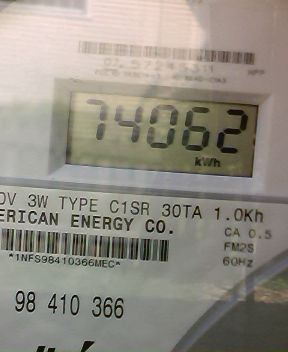 74062
kWh
0V 3W TYPE C1SR 30TA 1.0Kh
ERICAN ENERGY CO.
CA 0.5
FM2S
60Hz
*1NFS98410366MEC*
98 410 366